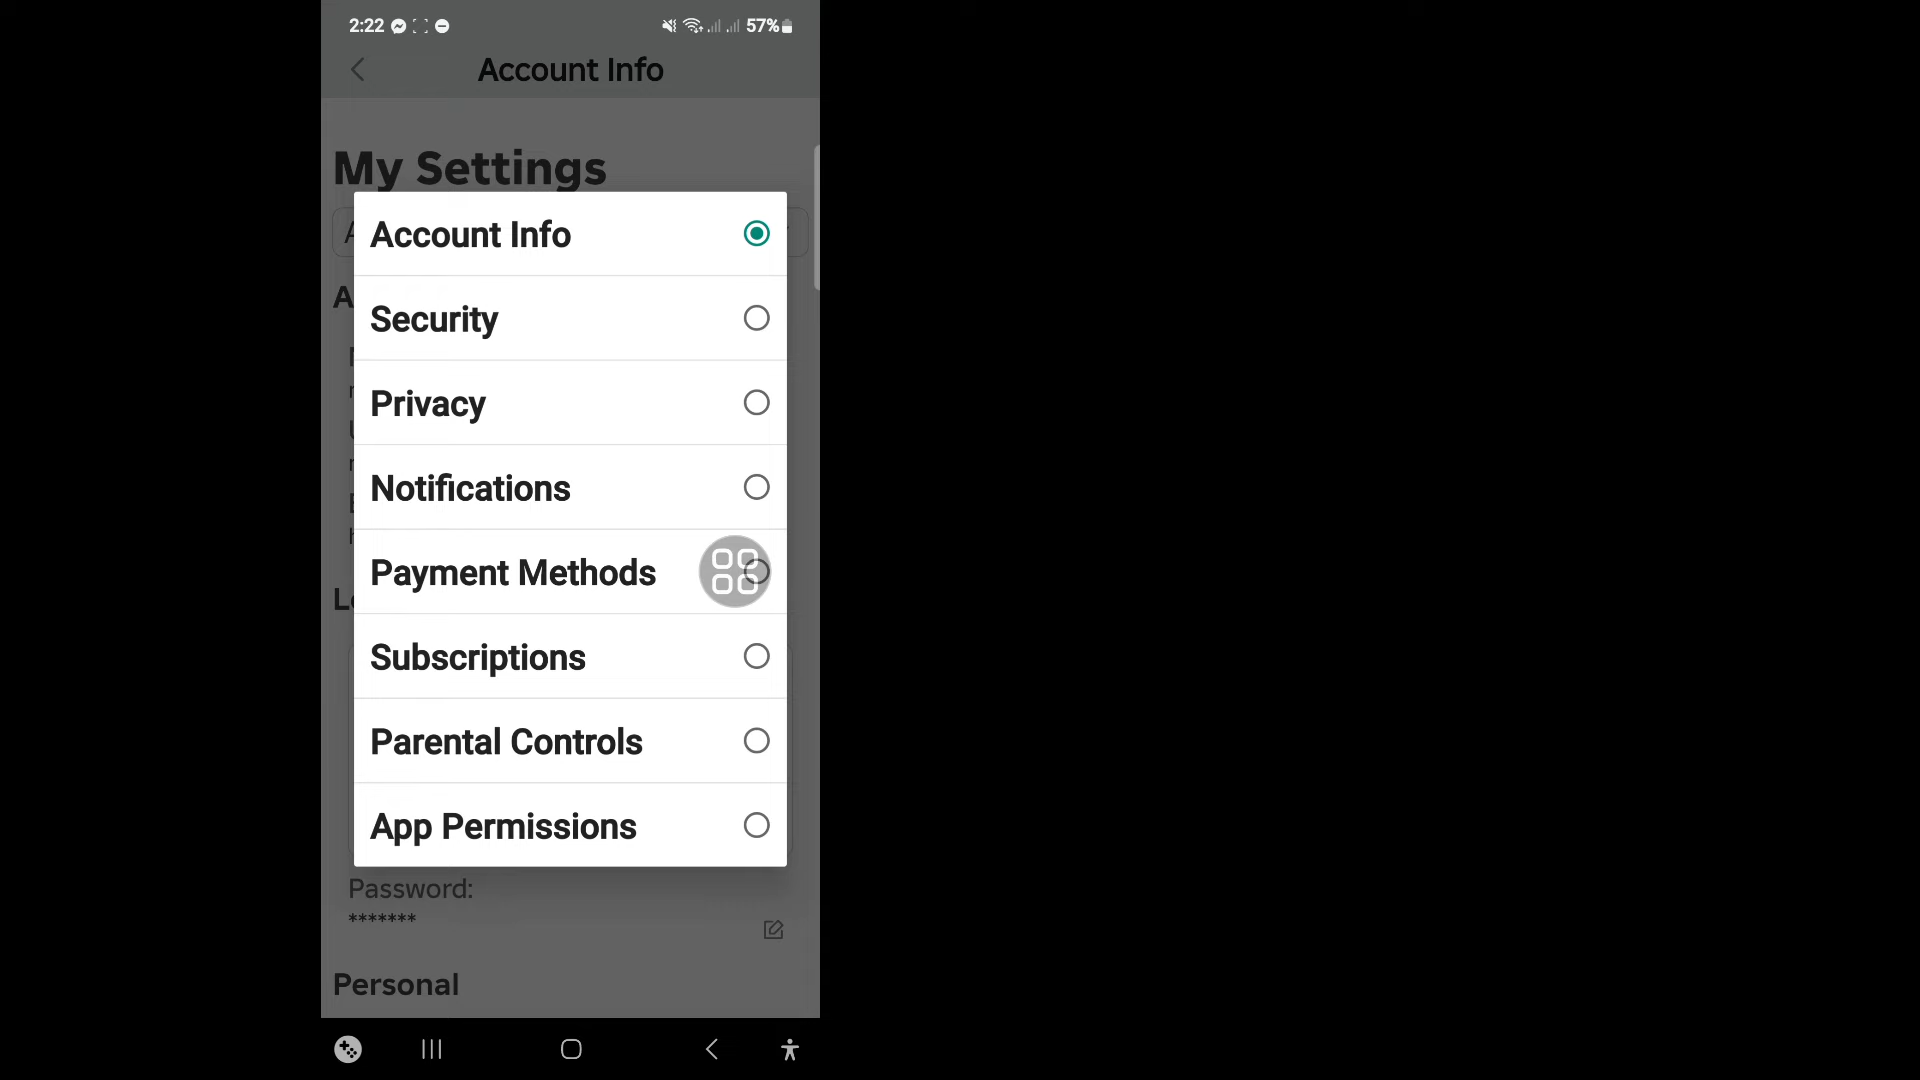 2:22
57%
Account Info
My Settings
Account Info
Security
Privacy
Notifications
Payment Methods
Subscriptions
Parental Controls
App Permissions
Password:
*******
Personal